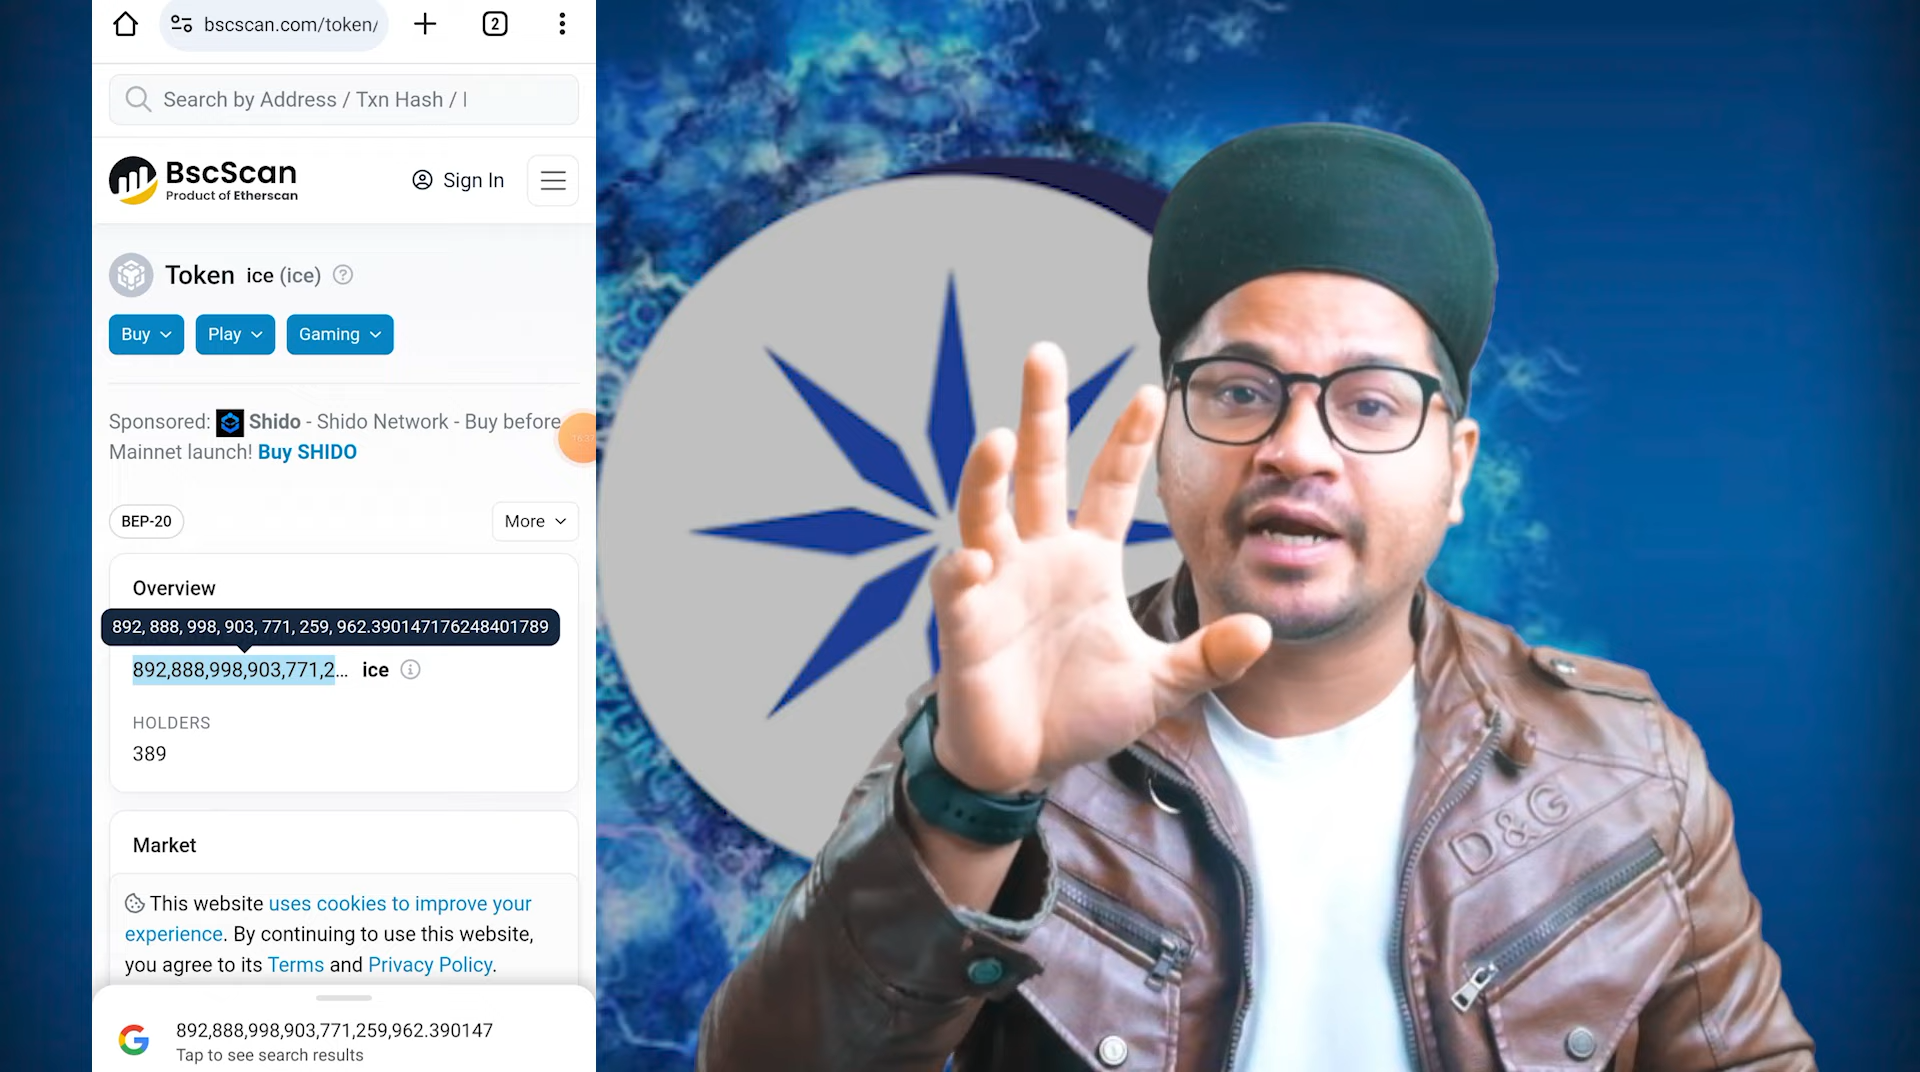 bscscan.com/token/
2
Search by Address / Txn Hash / 
BscScan
Product of Etherscan
Sign In
Token ice (ice)
Buy
Play
Gaming
Sponsored: Shido - Shido Network - Buy before
Mainnet launch! Buy SHIDO
BEP-20
More
Overview
892, 888, 998, 903, 771, 259, 962.390147176248401789
892,888,998,903,771,2... ice
HOLDERS
389
Market
This website uses cookies to improve your
experience. By continuing to use this website,
you agree to its Terms and Privacy Policy.
892,888,998,903,771,259,962.390147
Tap to see search results
D&G